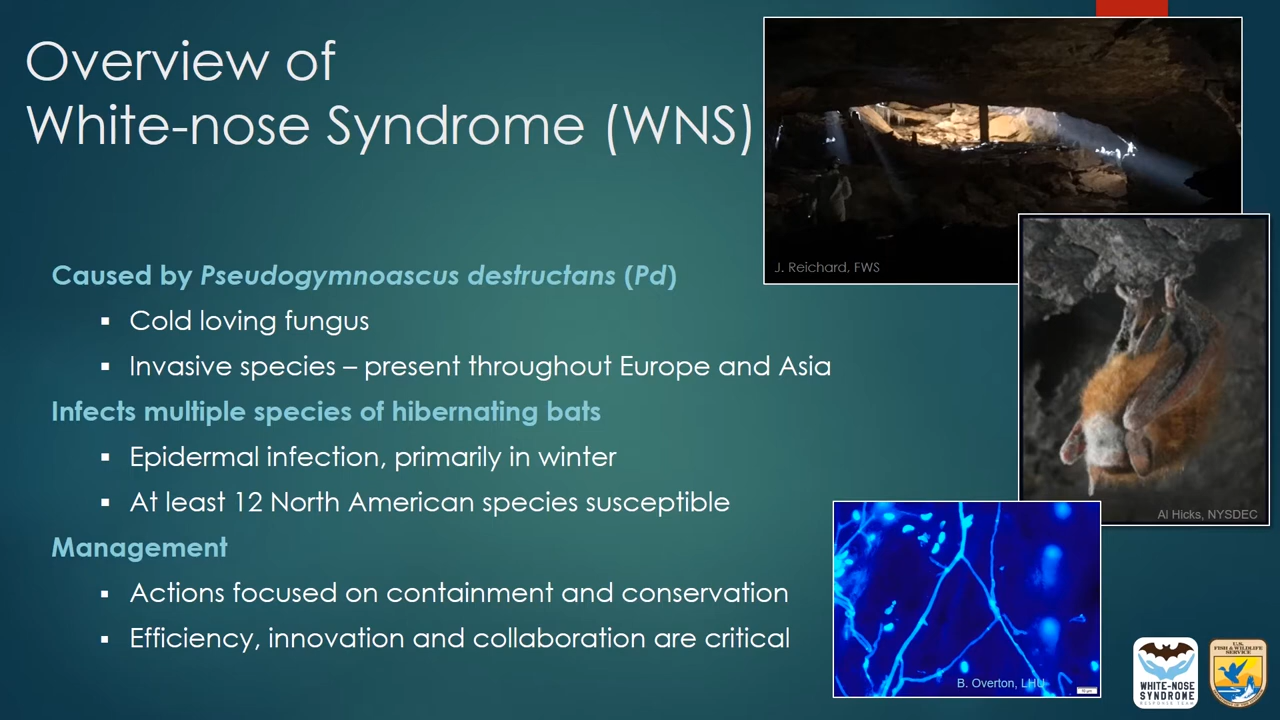 Overview of
White-nose Syndrome (WNS)
J. Reichard, FWS
Caused by Pseudogymnoascus destructans (Pd)
▪ Cold loving fungus
▪ Invasive species – present throughout Europe and Asia
Infects multiple species of hibernating bats
▪ Epidermal infection, primarily in winter
▪ At least 12 North American species susceptible
Al Hicks, NYSDEC
Management
▪ Actions focused on containment and conservation
▪ Efficiency, innovation and collaboration are critical
B. Overton, LHU
WHITE-NOSE
SYNDROME
RESPONSE TEAM
U.S.
FISH & WILDLIFE
SERVICE